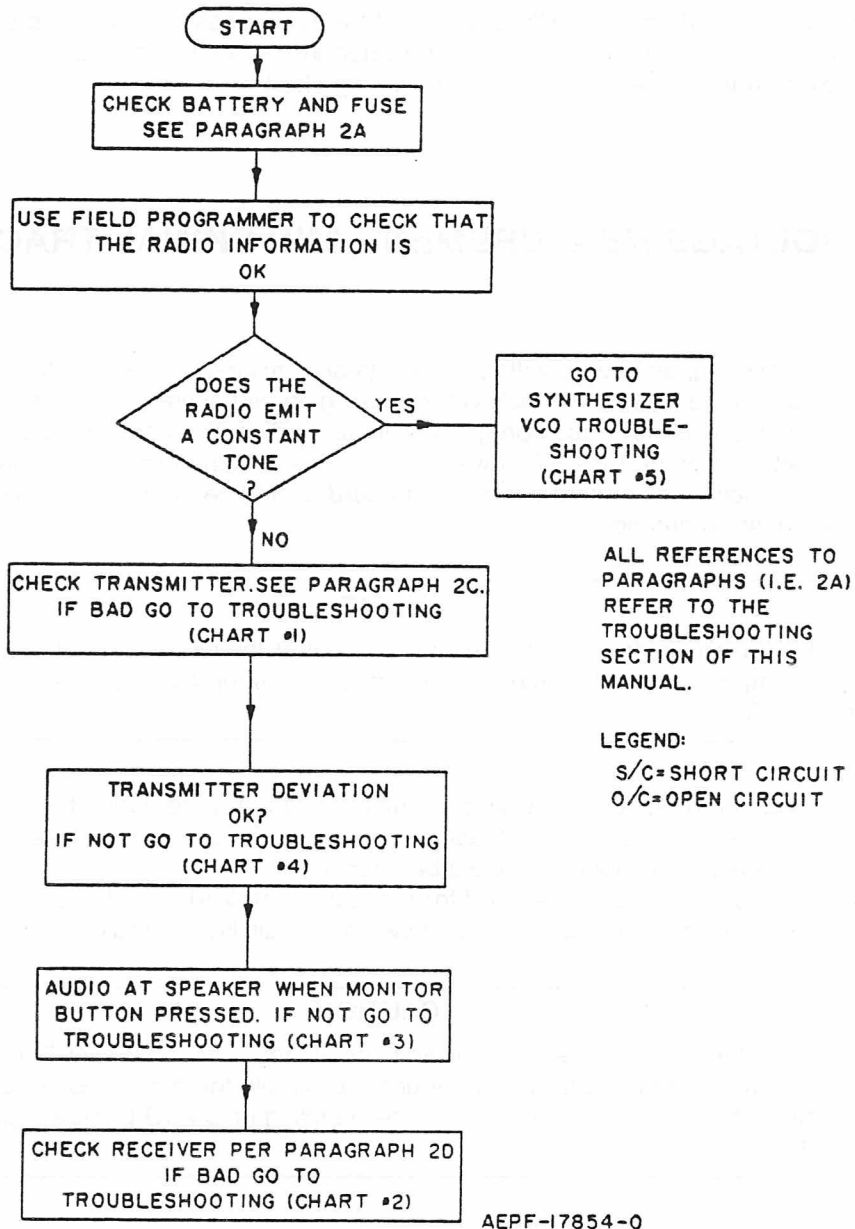 START
CHECK BATTERY AND FUSE
SEE PARAGRAPH 2A
USE FIELD PROGRAMMER TO CHECK THAT
THE RADIO INFORMATION IS
OK
DOES THE
RADIO EMIT
A CONSTANT
TONE
?
YES
GO TO
SYNTHESIZER
VCO TROUBLE-
SHOOTING
(CHART #5)
NO
CHECK TRANSMITTER.SEE PARAGRAPH 2C.
IF BAD GO TO TROUBLESHOOTING
(CHART #1)
ALL REFERENCES TO
PARAGRAPHS (I.E. 2A)
REFER TO THE
TROUBLESHOOTING
SECTION OF THIS
MANUAL.
LEGEND:
S/C=SHORT CIRCUIT
O/C=OPEN CIRCUIT
TRANSMITTER DEVIATION
OK?
IF NOT GO TO TROUBLESHOOTING
(CHART #4)
AUDIO AT SPEAKER WHEN MONITOR
BUTTON PRESSED. IF NOT GO TO
TROUBLESHOOTING (CHART #3)
CHECK RECEIVER PER PARAGRAPH 2D
IF BAD GO TO
TROUBLESHOOTING (CHART #2)
AEPF-17854-O